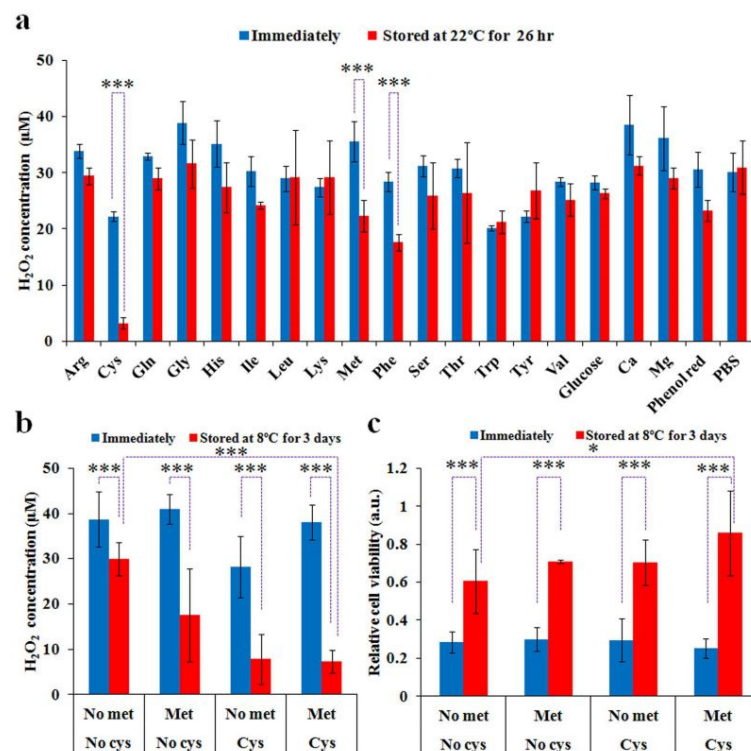 a
Immediately Stored at 22°C for 26 hr
H₂O₂ concentration (µM)
50
40
30
20
10
0
*** *** ***
Arg Cys Gln Gly His Ile Leu Lys Met Phe Ser Thr Trp Tyr Val Glucose Ca Mg Phenol red PBS
b
Immediately Stored at 8°C for 3 days
***
*** *** *** ***
H₂O₂ concentration (µM)
50
40
30
20
10
0
No met Met No met Met
No cys No cys Cys Cys
c
Immediately Stored at 8°C for 3 days
*
*** *** *** ***
Relative cell viability (a.u.)
1.2
1
0.8
0.6
0.4
0.2
0
No met Met No met Met
No cys No cys Cys Cys